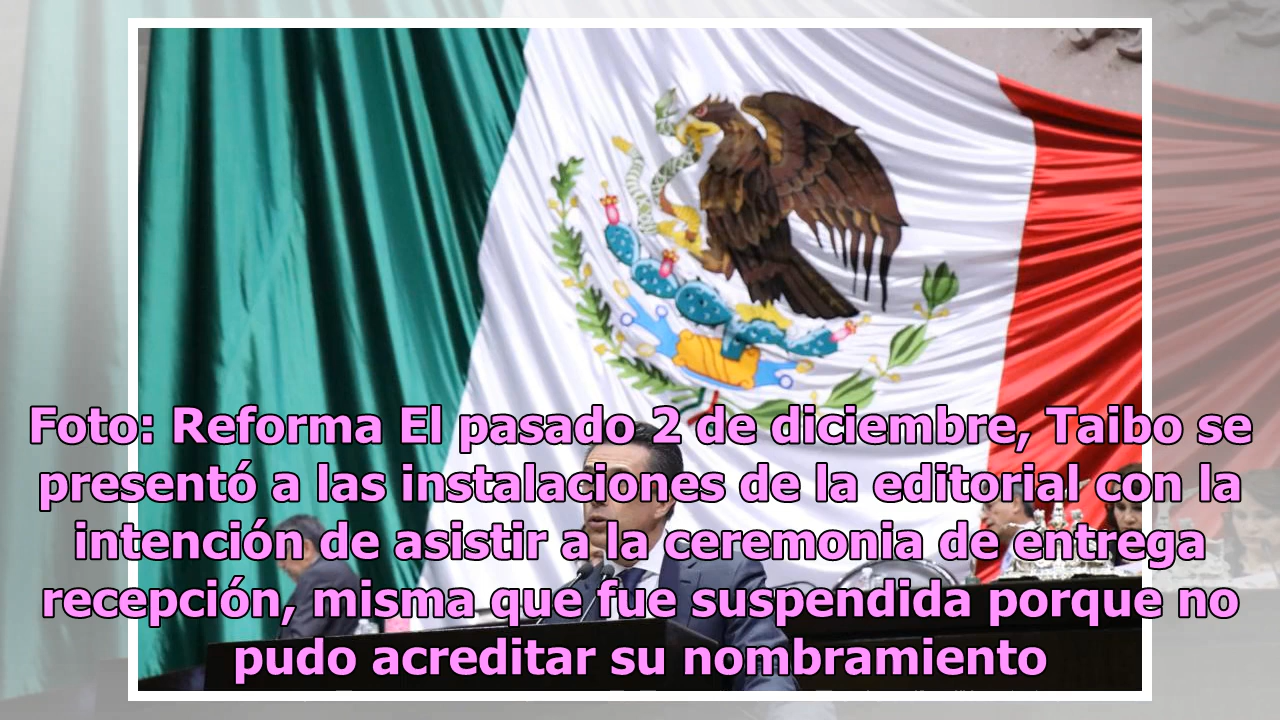 Foto: Reforma El pasado 2 de diciembre, Taibo se
presentó a las instalaciones de la editorial con la
intención de asistir a la ceremonia de entrega
recepción, misma que fue suspendida porque no
pudo acreditar su nombramiento